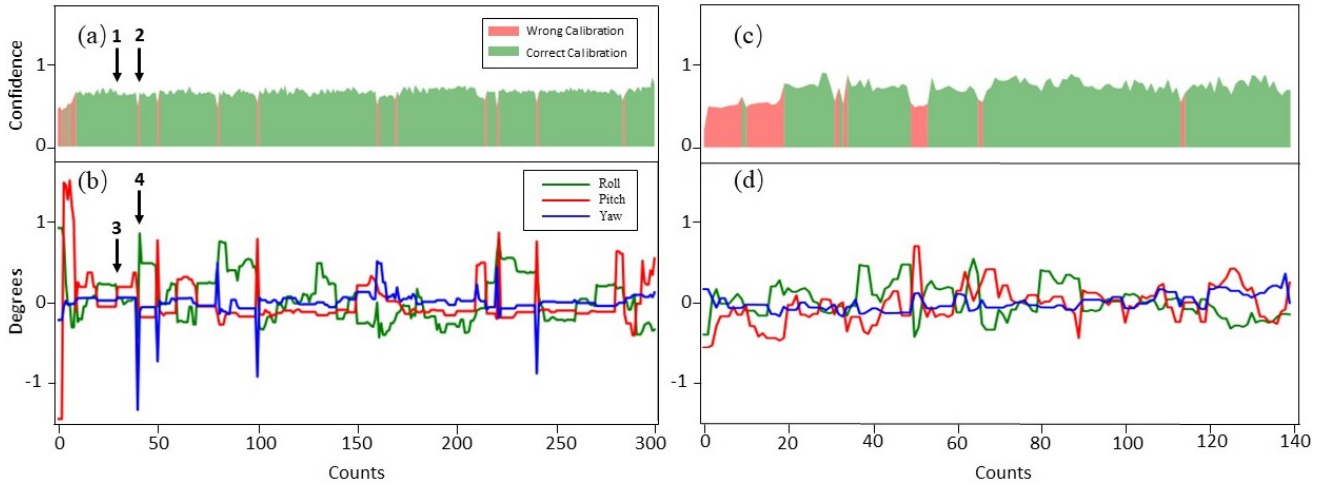 (a)
1 2
Wrong Calibration
Correct Calibration
Confidence
1
0
(b)
4
3
Roll
Pitch
Yaw
Degrees
1
0
-1
0 50 100 150 200 250 300
Counts
(c)
1
0
(d)
1
0
-1
0 20 40 60 80 100 120 140
Counts